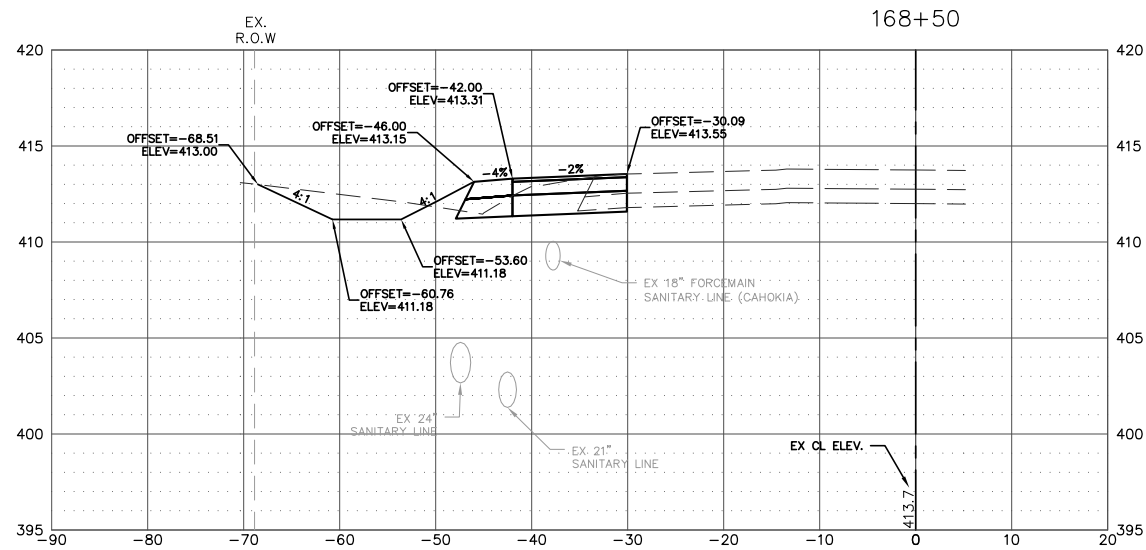 168+50
EX.
R.O.W
420
420
OFFSET=-42.00
ELEV=413.31
OFFSET=-68.51
ELEV=413.00
OFFSET=-46.00
ELEV=413.15
OFFSET=-30.09
ELEV=413.55
415
415
-4%
-2%
4:1
4:1
410
410
OFFSET=-53.60
ELEV=411.18
OFFSET=-60.76
ELEV=411.18
EX 18" FORCEMAIN
SANITARY LINE (CAHOKIA)
405
405
EX 24"
SANITARY LINE
EX 21"
SANITARY LINE
400
400
EX CL ELEV.
413.7
395
395
-90
-80
-70
-60
-50
-40
-30
-20
-10
0
10
20